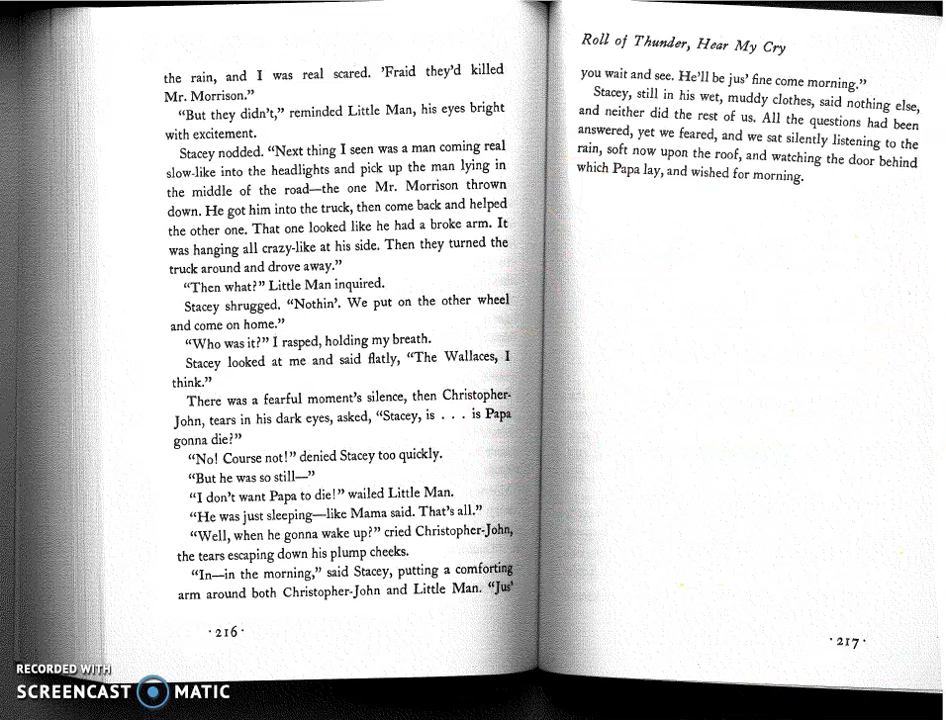 the rain, and I was real scared. 'Fraid they'd killed
Mr. Morrison."
"But they didn't," reminded Little Man, his eyes bright
with excitement.
Stacey nodded. "Next thing I seen was a man coming real
slow-like into the headlights and pick up the man lying in
the middle of the road—the one Mr. Morrison thrown
down. He got him into the truck, then come back and helped
the other one. That one looked like he had a broke arm. It
was hanging all crazy-like at his side. Then they turned the
truck around and drove away."
"Then what?" Little Man inquired.
Stacey shrugged. "Nothin'. We put on the other wheel
and come on home."
"Who was it?" I rasped, holding my breath.
Stacey looked at me and said flatly, "The Wallaces, I
think."
There was a fearful moment's silence, then Christopher-
John, tears in his dark eyes, asked, "Stacey, is . . . is Papa
gonna die?"
"No! Course not!" denied Stacey too quickly.
"But he was so still—"
"I don't want Papa to die!" wailed Little Man.
"He was just sleeping—like Mama said. That's all."
"Well, when he gonna wake up?" cried Christopher-John,
the tears escaping down his plump cheeks.
"In—in the morning," said Stacey, putting a comforting
arm around both Christopher-John and Little Man. "Jus'
·216·
Roll of Thunder, Hear My Cry
you wait and see. He'll be jus' fine come morning."
Stacey, still in his wet, muddy clothes, said nothing else,
and neither did the rest of us. All the questions had been
answered, yet we feared, and we sat silently listening to the
rain, soft now upon the roof, and watching the door behind
which Papa lay, and wished for morning.
·217·
RECORDED WITH
SCREENCAST MATIC